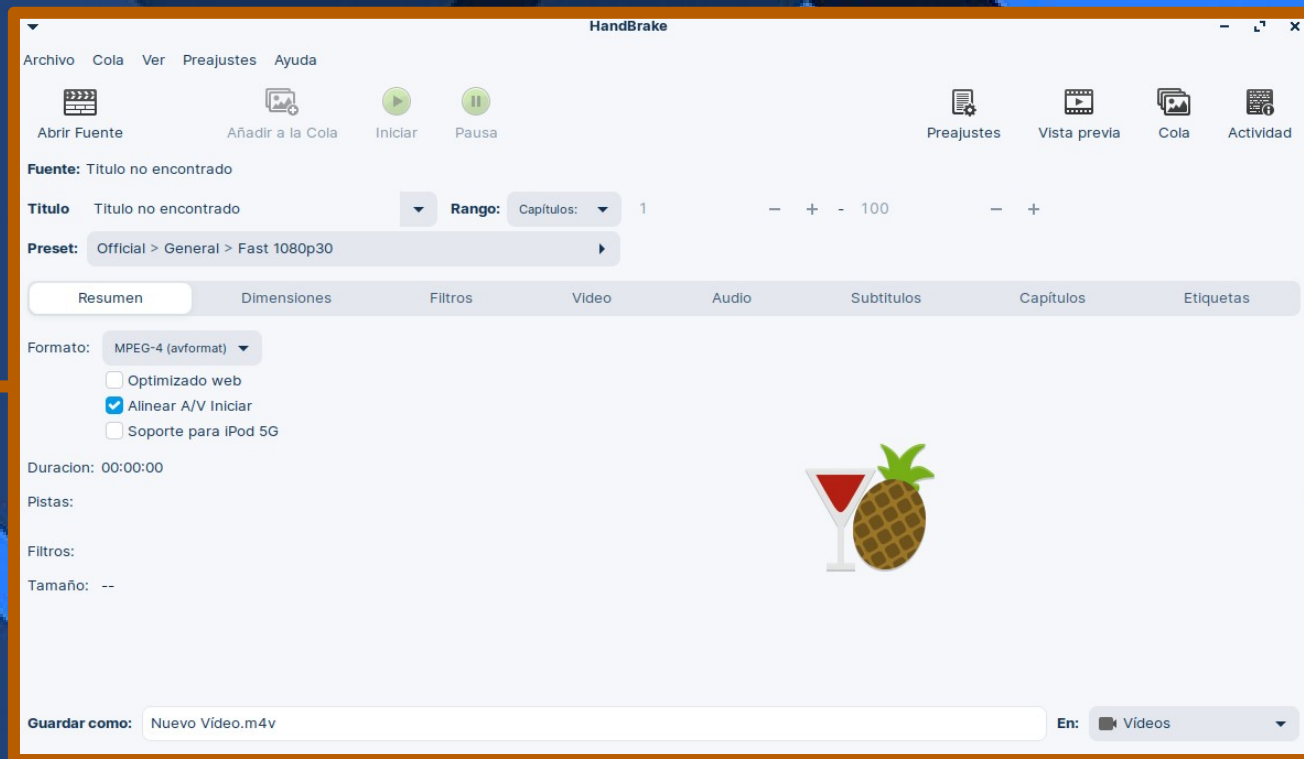 HandBrake
Archivo Cola Ver Preajustes Ayuda
Abrir Fuente Añadir a la Cola Iniciar Pausa Preajustes Vista previa Cola Actividad
Fuente: Titulo no encontrado
Titulo Titulo no encontrado Rango: Capítulos: 1 - + - 100 - +
Preset: Official > General > Fast 1080p30
Resumen Dimensiones Filtros Video Audio Subtitulos Capítulos Etiquetas
Formato: MPEG-4 (avformat)
Optimizado web
Alinear A/V Iniciar
Soporte para iPod 5G
Duracion: 00:00:00
Pistas:
Filtros:
Tamaño: --
Guardar como: Nuevo Vídeo.m4v En: Vídeos